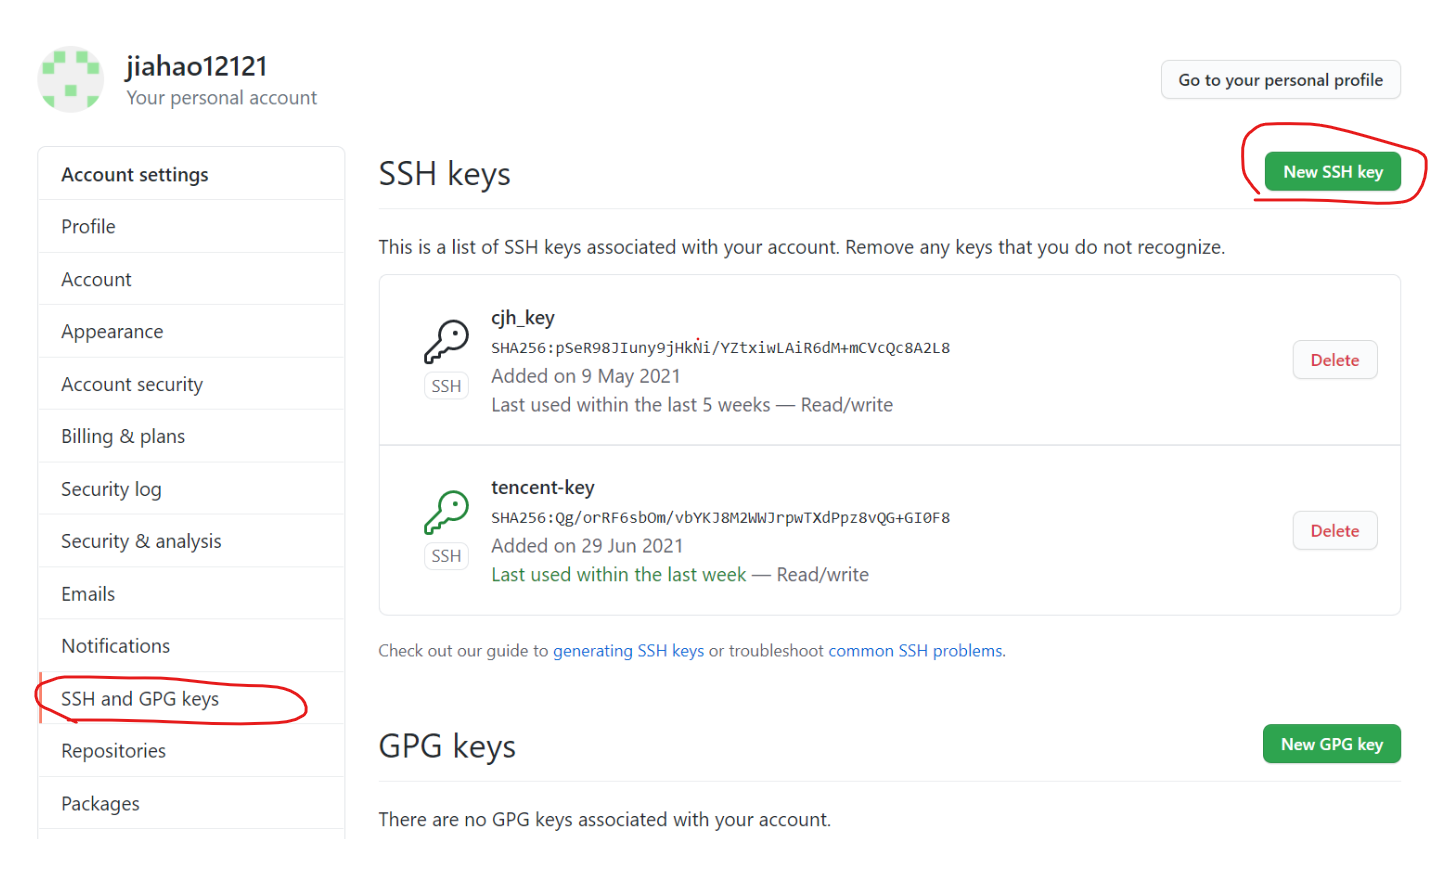 jiahao12121
Your personal account
Go to your personal profile
Account settings
Profile
Account
Appearance
Account security
Billing & plans
Security log
Security & analysis
Emails
Notifications
SSH and GPG keys
Repositories
Packages
SSH keys
New SSH key
This is a list of SSH keys associated with your account. Remove any keys that you do not recognize.
cjh_key
SHA256:pSeR98JIuny9jHkNi/YZtxiwLAiR6dM+mCVcQc8A2L8
Added on 9 May 2021
Last used within the last 5 weeks — Read/write
SSH
Delete
tencent-key
SHA256:Qg/orRF6sbOm/vbYKJ8M2WWJrpwTXdPpz8vQG+GI0F8
Added on 29 Jun 2021
Last used within the last week — Read/write
SSH
Delete
Check out our guide to generating SSH keys or troubleshoot common SSH problems.
GPG keys
New GPG key
There are no GPG keys associated with your account.